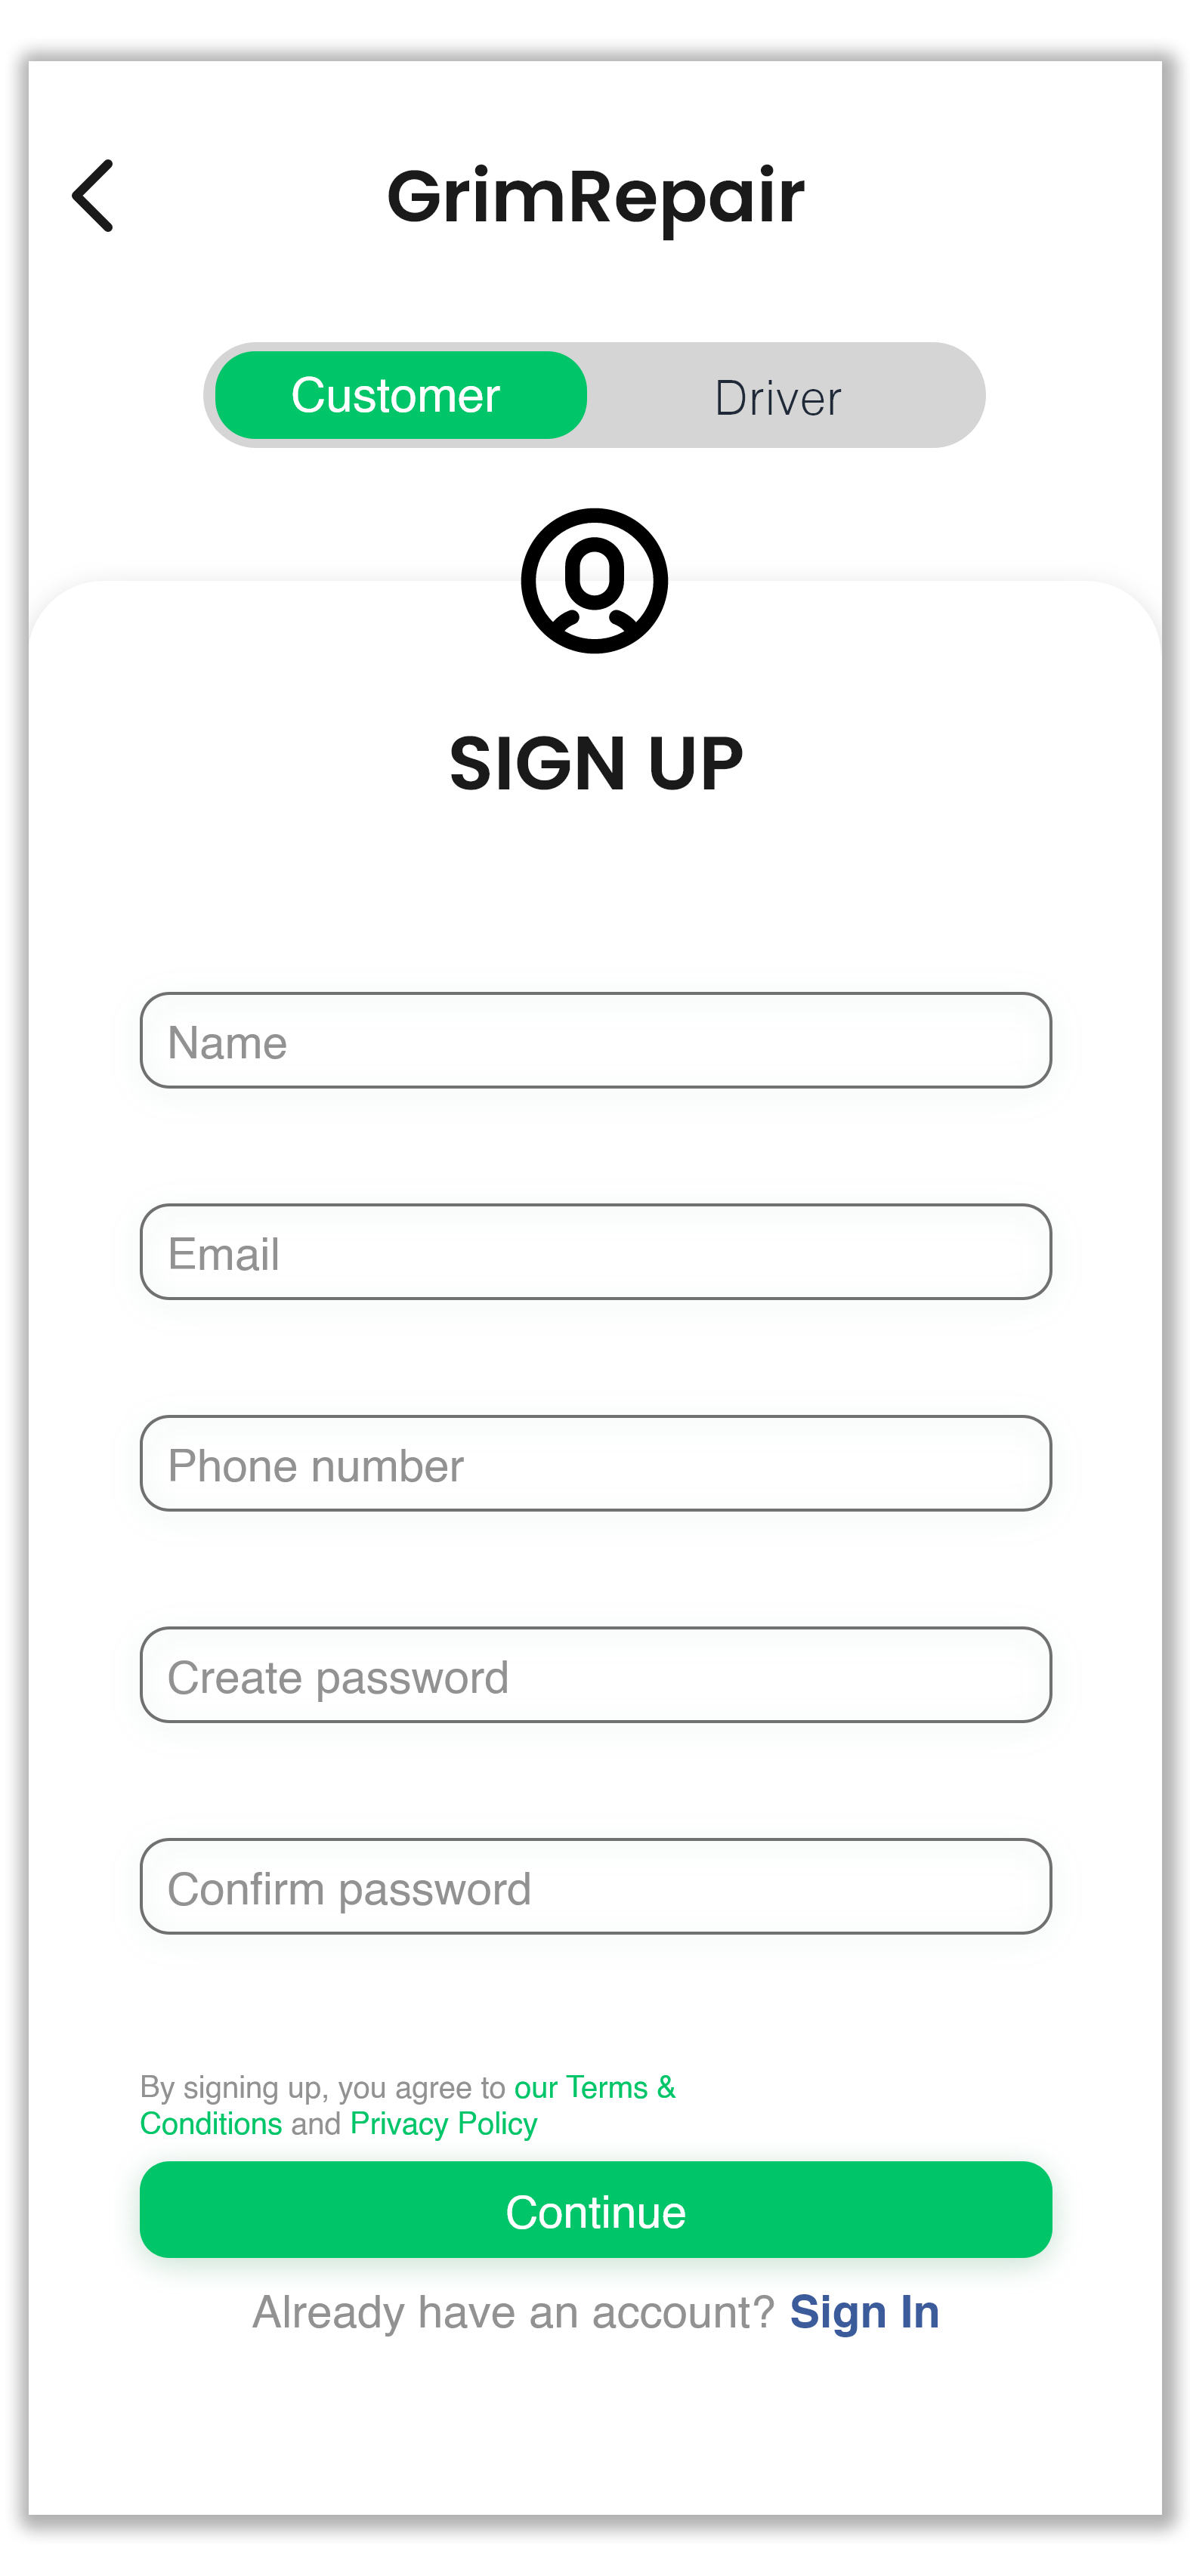 GrimRepair
Customer
Driver
SIGN UP
Name
Email
Phone number
Create password
Confirm password
By signing up, you agree to our Terms &
Conditions and Privacy Policy
Continue
Already have an account? Sign In